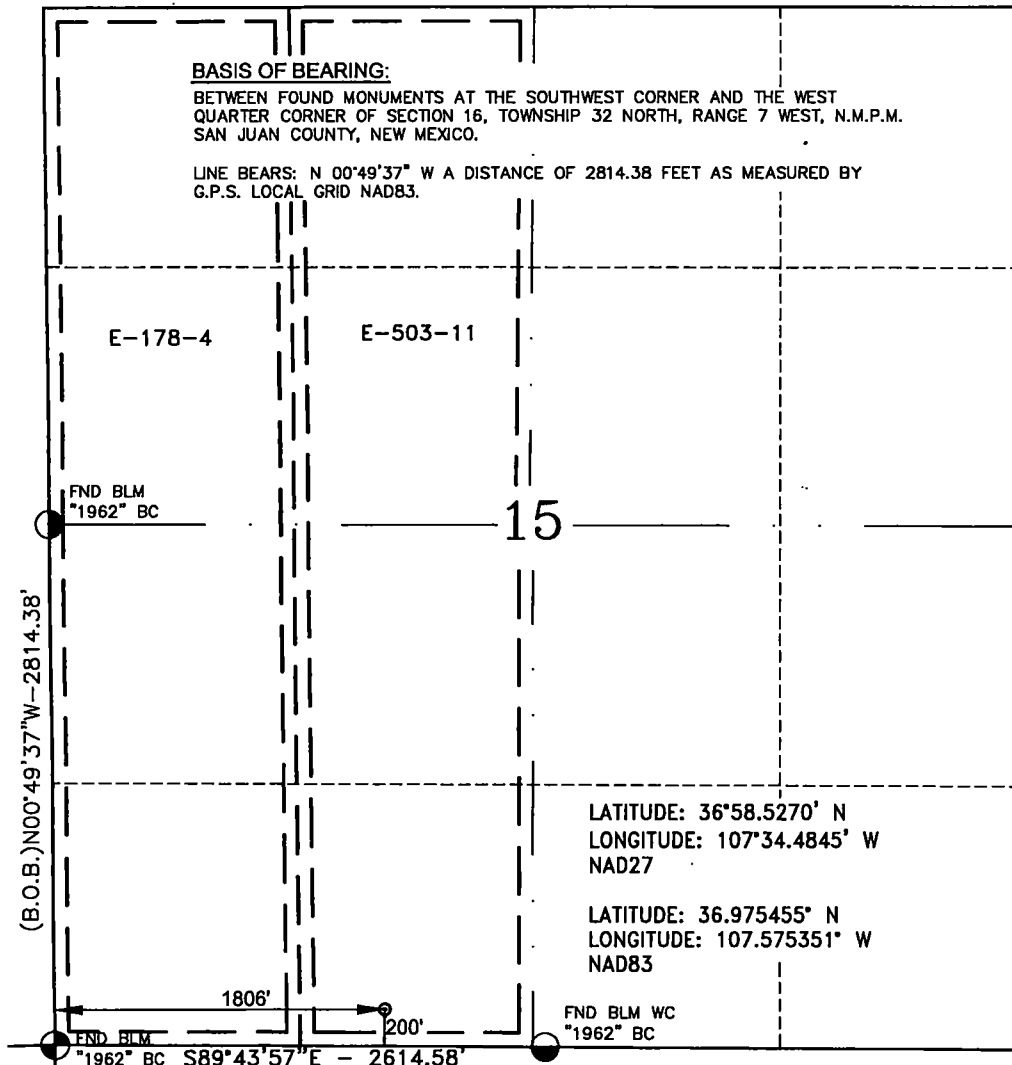 BASIS OF BEARING:
BETWEEN FOUND MONUMENTS AT THE SOUTHWEST CORNER AND THE WEST
QUARTER CORNER OF SECTION 16, TOWNSHIP 32 NORTH, RANGE 7 WEST, N.M.P.M.
SAN JUAN COUNTY, NEW MEXICO.
LINE BEARS: N 00°49'37" W A DISTANCE OF 2814.38 FEET AS MEASURED BY
G.P.S. LOCAL GRID NAD83.
E-178-4
E-503-11
FND BLM
"1962" BC
15
(B.O.B.)N00°49'37"W-2814.38'
LATITUDE: 36°58.5270' N
LONGITUDE: 107°34.4845' W
NAD27
LATITUDE: 36.975455° N
LONGITUDE: 107.575351° W
NAD83
1806'
200'
FND BLM WC
"1962" BC
FND BLM
"1962" BC
S89°43'57"E - 2614.58'